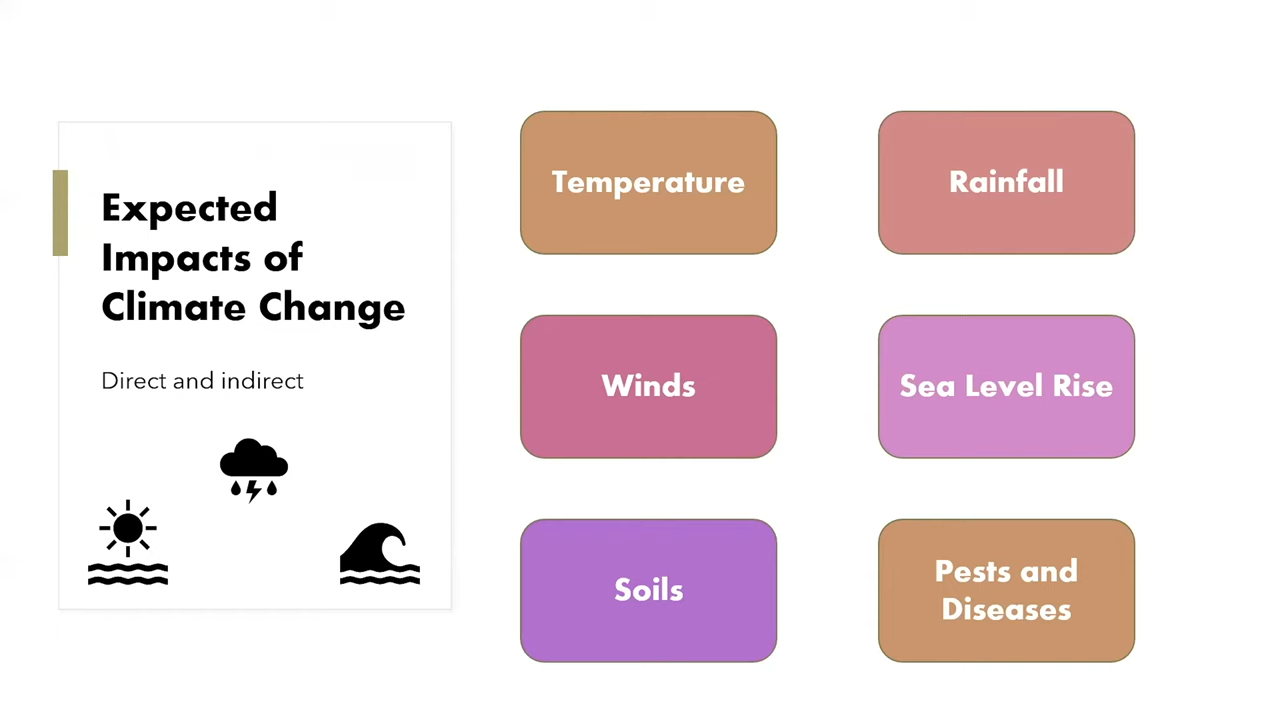 Expected
Impacts of
Climate Change
Direct and indirect
Temperature
Rainfall
Winds
Sea Level Rise
Soils
Pests and
Diseases